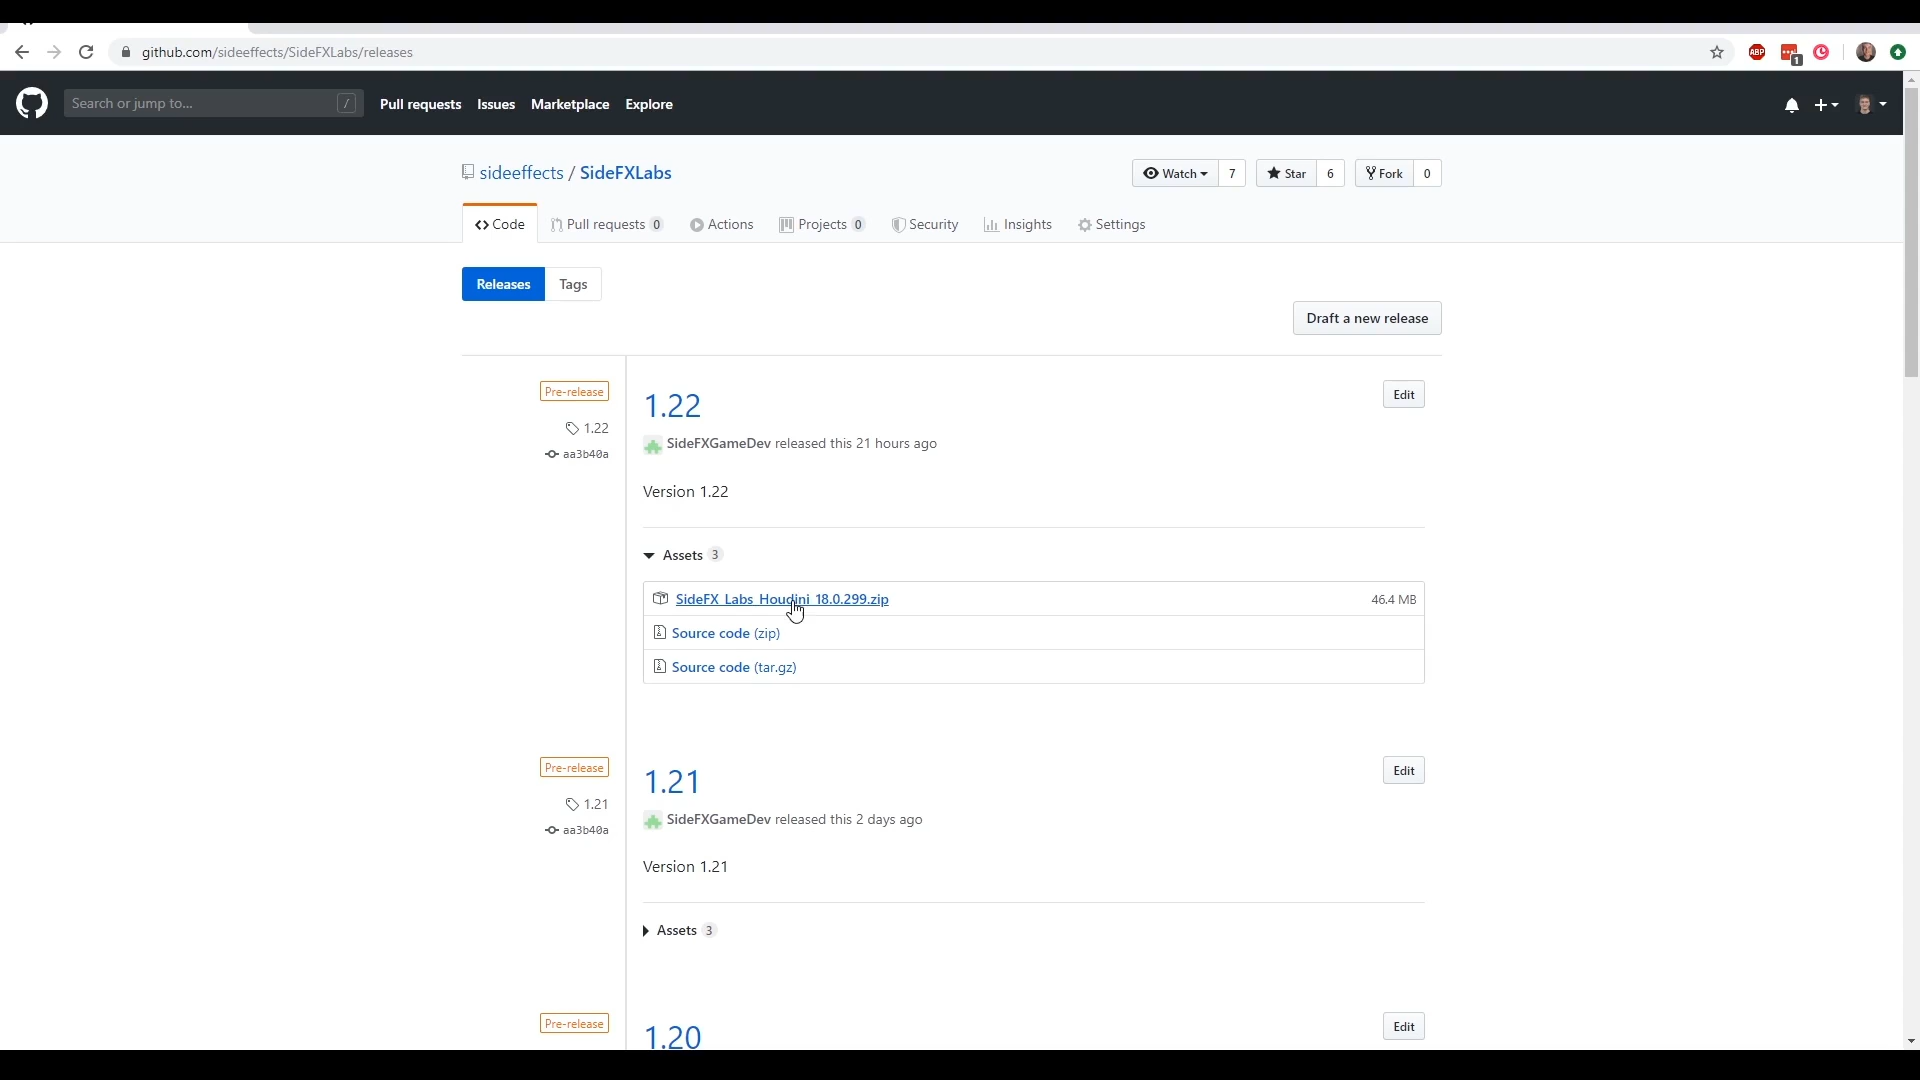 github.com/sideeffects/SideFXLabs/releases
ABP
1
Search or jump to...
/
Pull requests
Issues
Marketplace
Explore
sideeffects / SideFXLabs
Watch 7
Star 6
Fork 0
Code
Pull requests 0
Actions
Projects 0
Security
Insights
Settings
Releases
Tags
Draft a new release
Pre-release
1.22
aa3b40a
1.22
Edit
SideFXGameDev released this 21 hours ago
Version 1.22
Assets 3
SideFX_Labs_Houdini_18.0.299.zip
46.4 MB
Source code (zip)
Source code (tar.gz)
Pre-release
1.21
aa3b40a
1.21
Edit
SideFXGameDev released this 2 days ago
Version 1.21
Assets 3
Pre-release
1.20
Edit